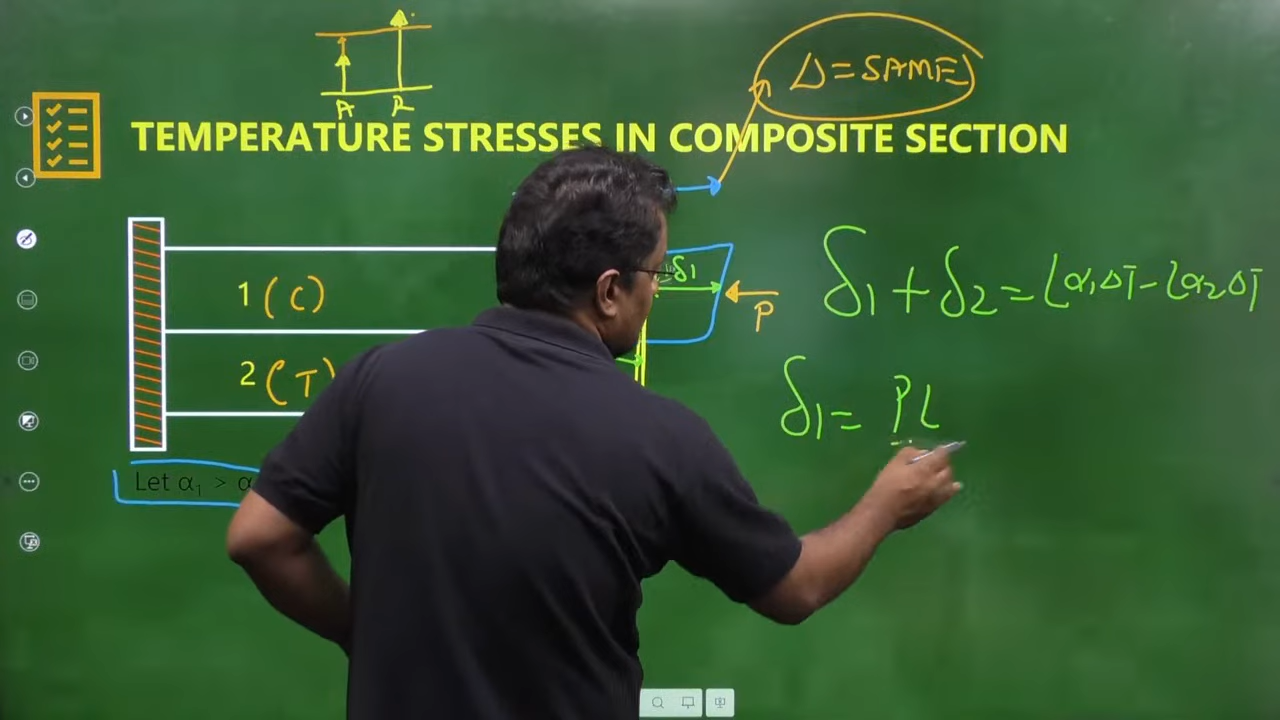 A R
Δ = SAME
TEMPERATURE STRESSES IN COMPOSITE SECTION
δ1
1 (C)
P
δ1 + δ2 = Lα1ΔT - Lα2ΔT
2 (T)
δ1 = PL
Let α₁ > α